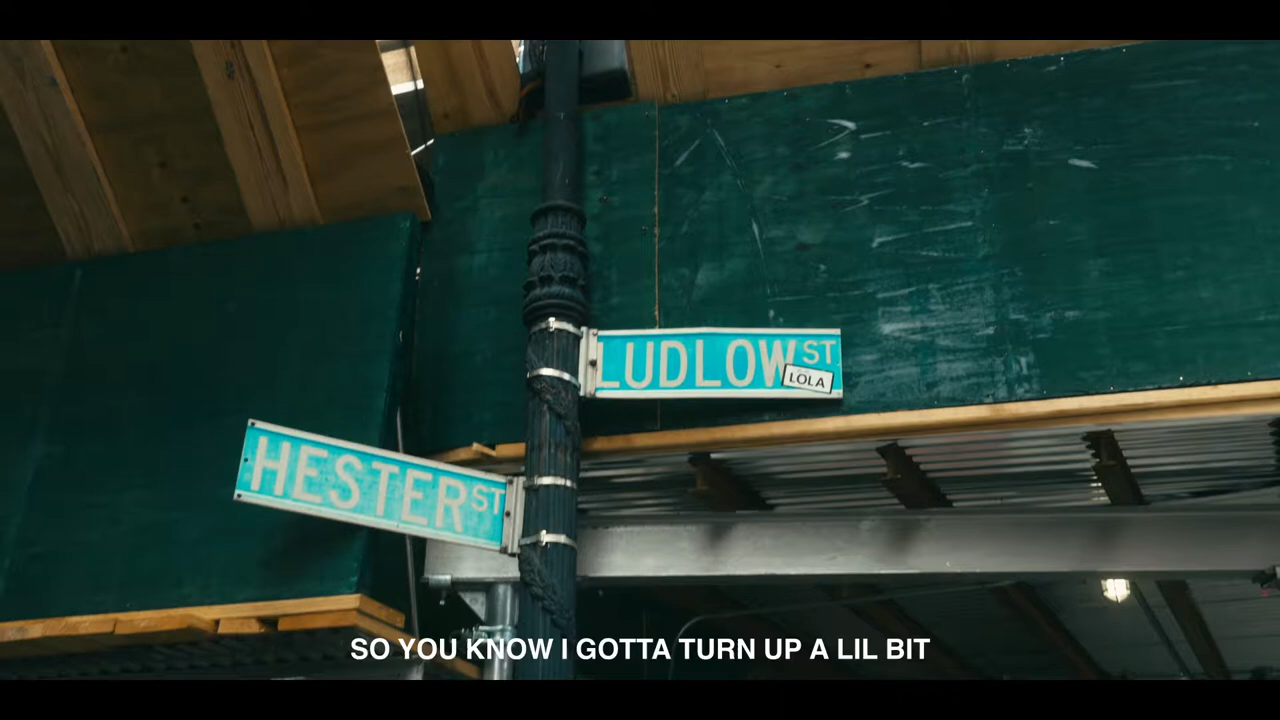 LUDLOW ST
LOLA
HESTER ST
SO YOU KNOW I GOTTA TURN UP A LIL BIT